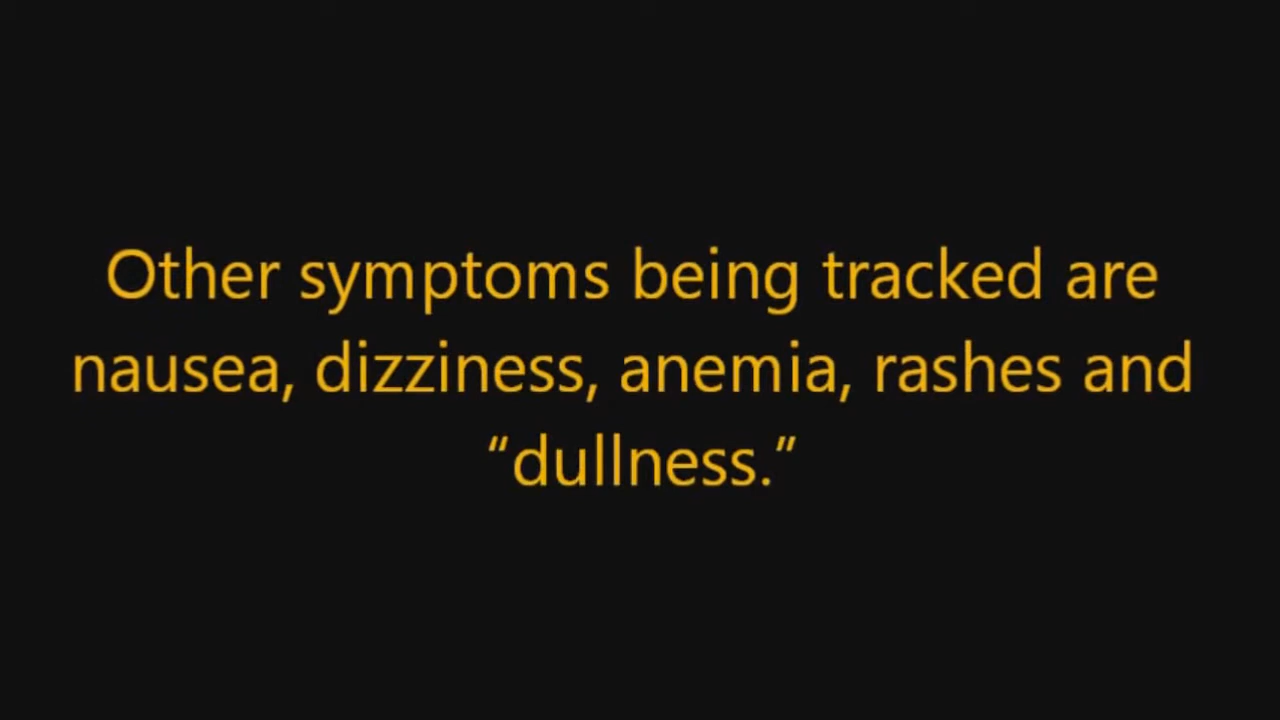 Other symptoms being tracked are
nausea, dizziness, anemia, rashes and
“dullness.”